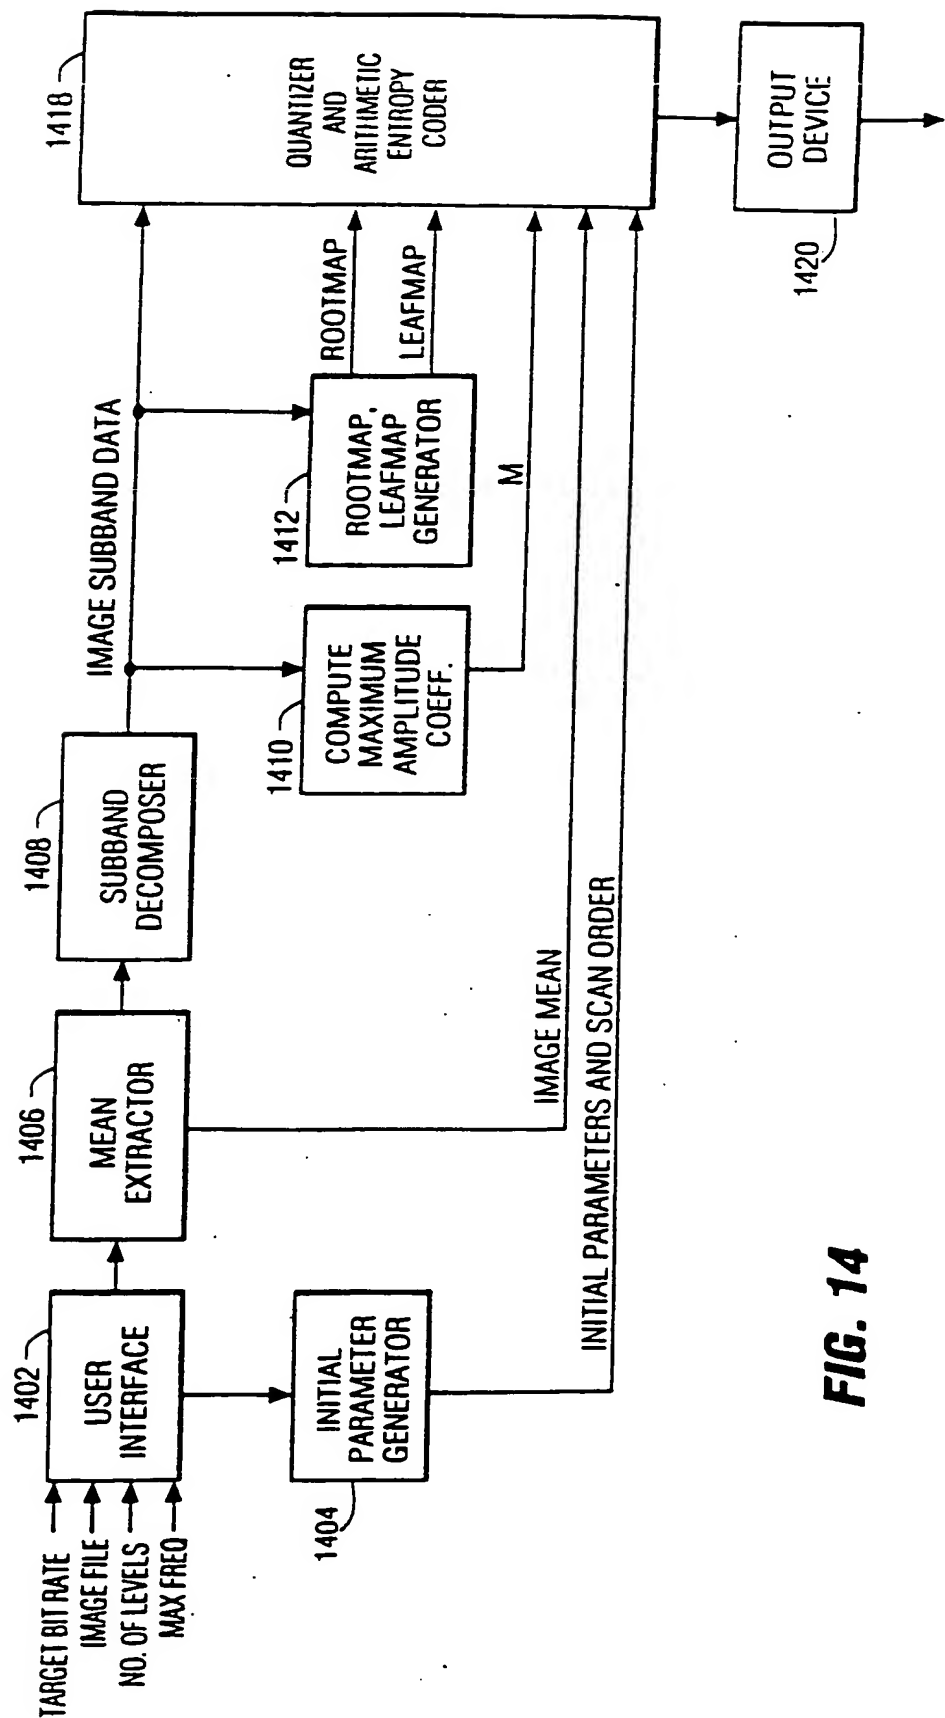 TARGET BIT RATE
IMAGE FILE
NO. OF LEVELS
MAX FREQ
1402
USER
INTERFACE
1404
INITIAL
PARAMETER
GENERATOR
1406
MEAN
EXTRACTOR
1408
SUBBAND
DECOMPOSER
IMAGE SUBBAND DATA
1410
COMPUTE
MAXIMUM
AMPLITUDE
COEFF.
1412
ROOTMAP,
LEAFMAP
GENERATOR
ROOTMAP
LEAFMAP
M
IMAGE MEAN
INITIAL PARAMETERS AND SCAN ORDER
1418
QUANTIZER
AND
ARITHMETIC
ENTROPY
CODER
OUTPUT
DEVICE
1420
FIG. 14